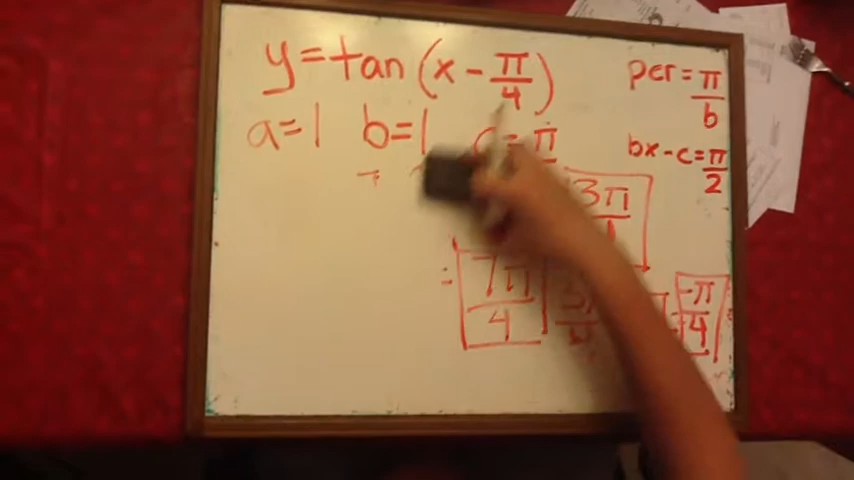 y = tan (x - π/4)
per = π/b
a = 1 b = 1 c = π
bx - c = π/2
3π
= 7π/4
-π/4